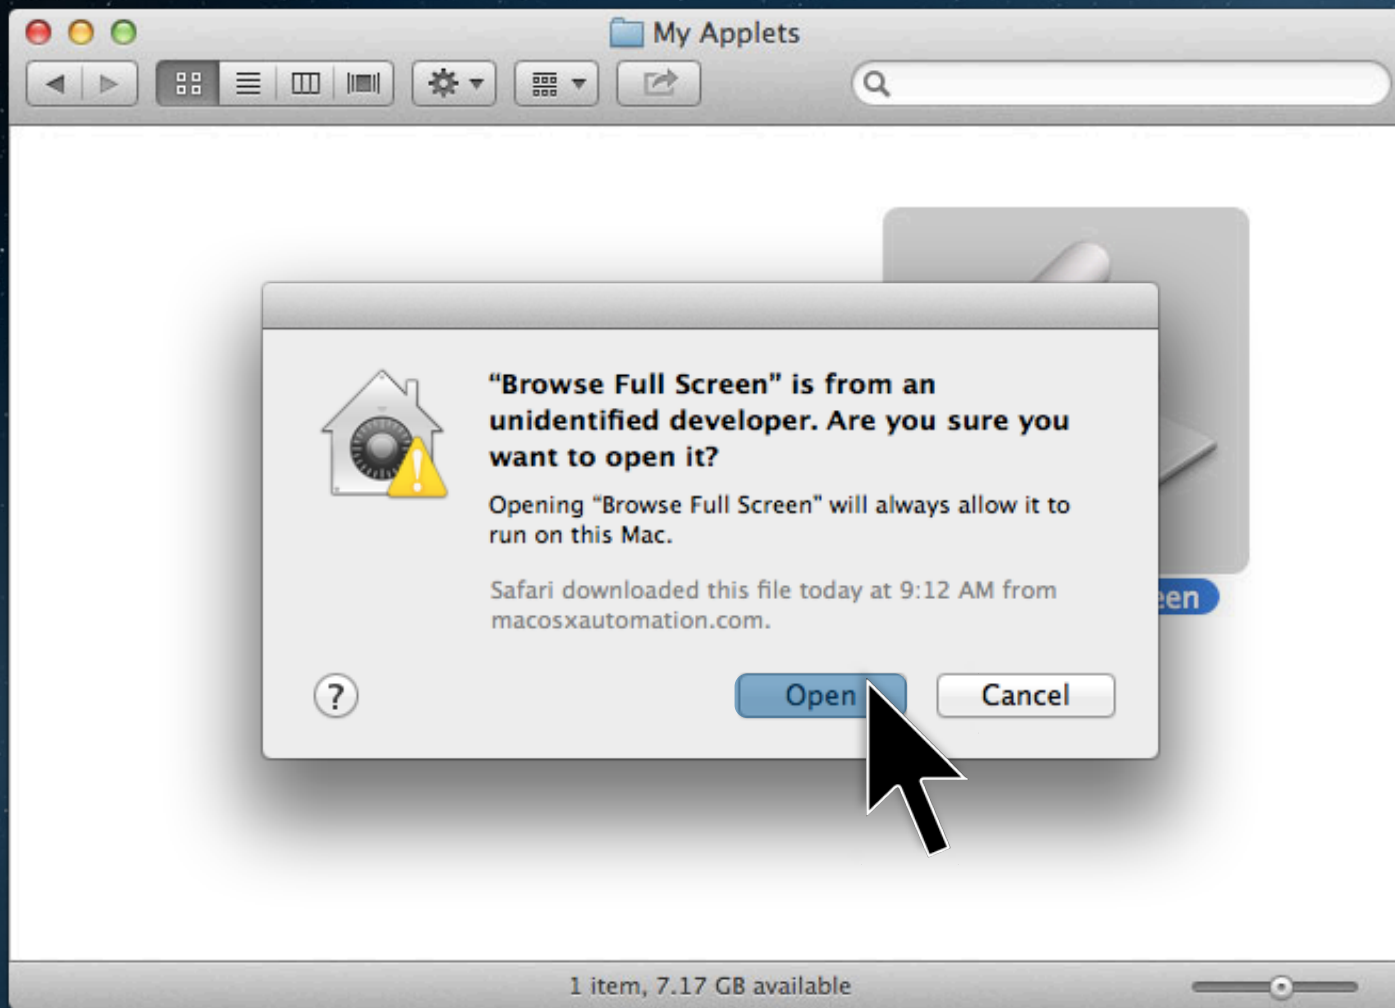 My Applets
“Browse Full Screen” is from an
unidentified developer. Are you sure you
want to open it?
Opening “Browse Full Screen” will always allow it to
run on this Mac.
Safari downloaded this file today at 9:12 AM from
macosxautomation.com.
een
?
Open
Cancel
1 item, 7.17 GB available